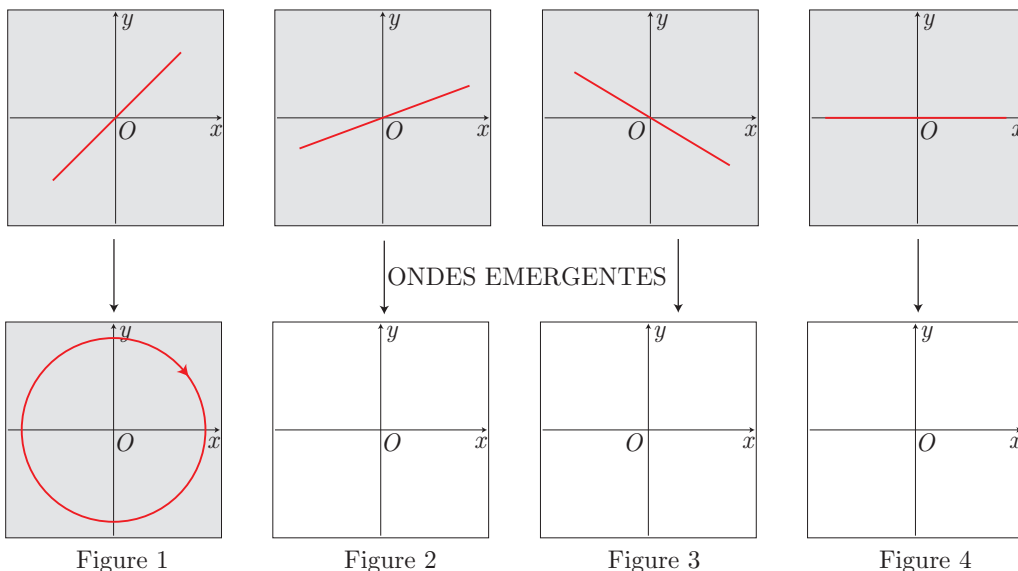 y y y y
O x O x O x O x
ONDES EMERGENTES
y y y y
O x O x O x O x
Figure 1 Figure 2 Figure 3 Figure 4